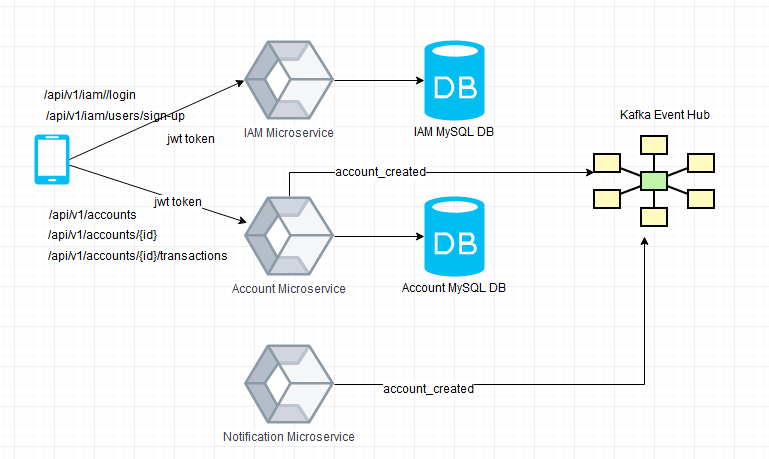 /api/v1/iam//login
/api/v1/iam/users/sign-up
jwt token
IAM Microservice
DB
IAM MySQL DB
Kafka Event Hub
account_created
jwt token
/api/v1/accounts
/api/v1/accounts/{id}
/api/v1/accounts/{id}/transactions
Account Microservice
DB
Account MySQL DB
account_created
Notification Microservice